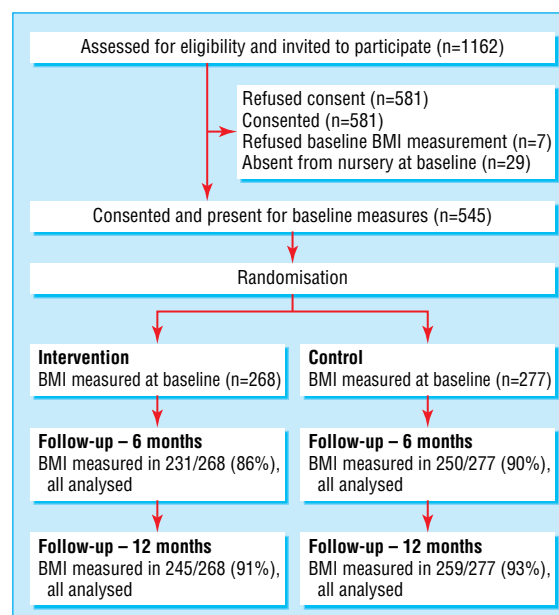 Assessed for eligibility and invited to participate (n=1162)
Refused consent (n=581)
Consented (n=581)
Refused baseline BMI measurement (n=7)
Absent from nursery at baseline (n=29)
Consented and present for baseline measures (n=545)
Randomisation
Intervention
BMI measured at baseline (n=268)
Control
BMI measured at baseline (n=277)
Follow-up – 6 months
BMI measured in 231/268 (86%),
all analysed
Follow-up – 6 months
BMI measured in 250/277 (90%),
all analysed
Follow-up – 12 months
BMI measured in 245/268 (91%),
all analysed
Follow-up – 12 months
BMI measured in 259/277 (93%),
all analysed